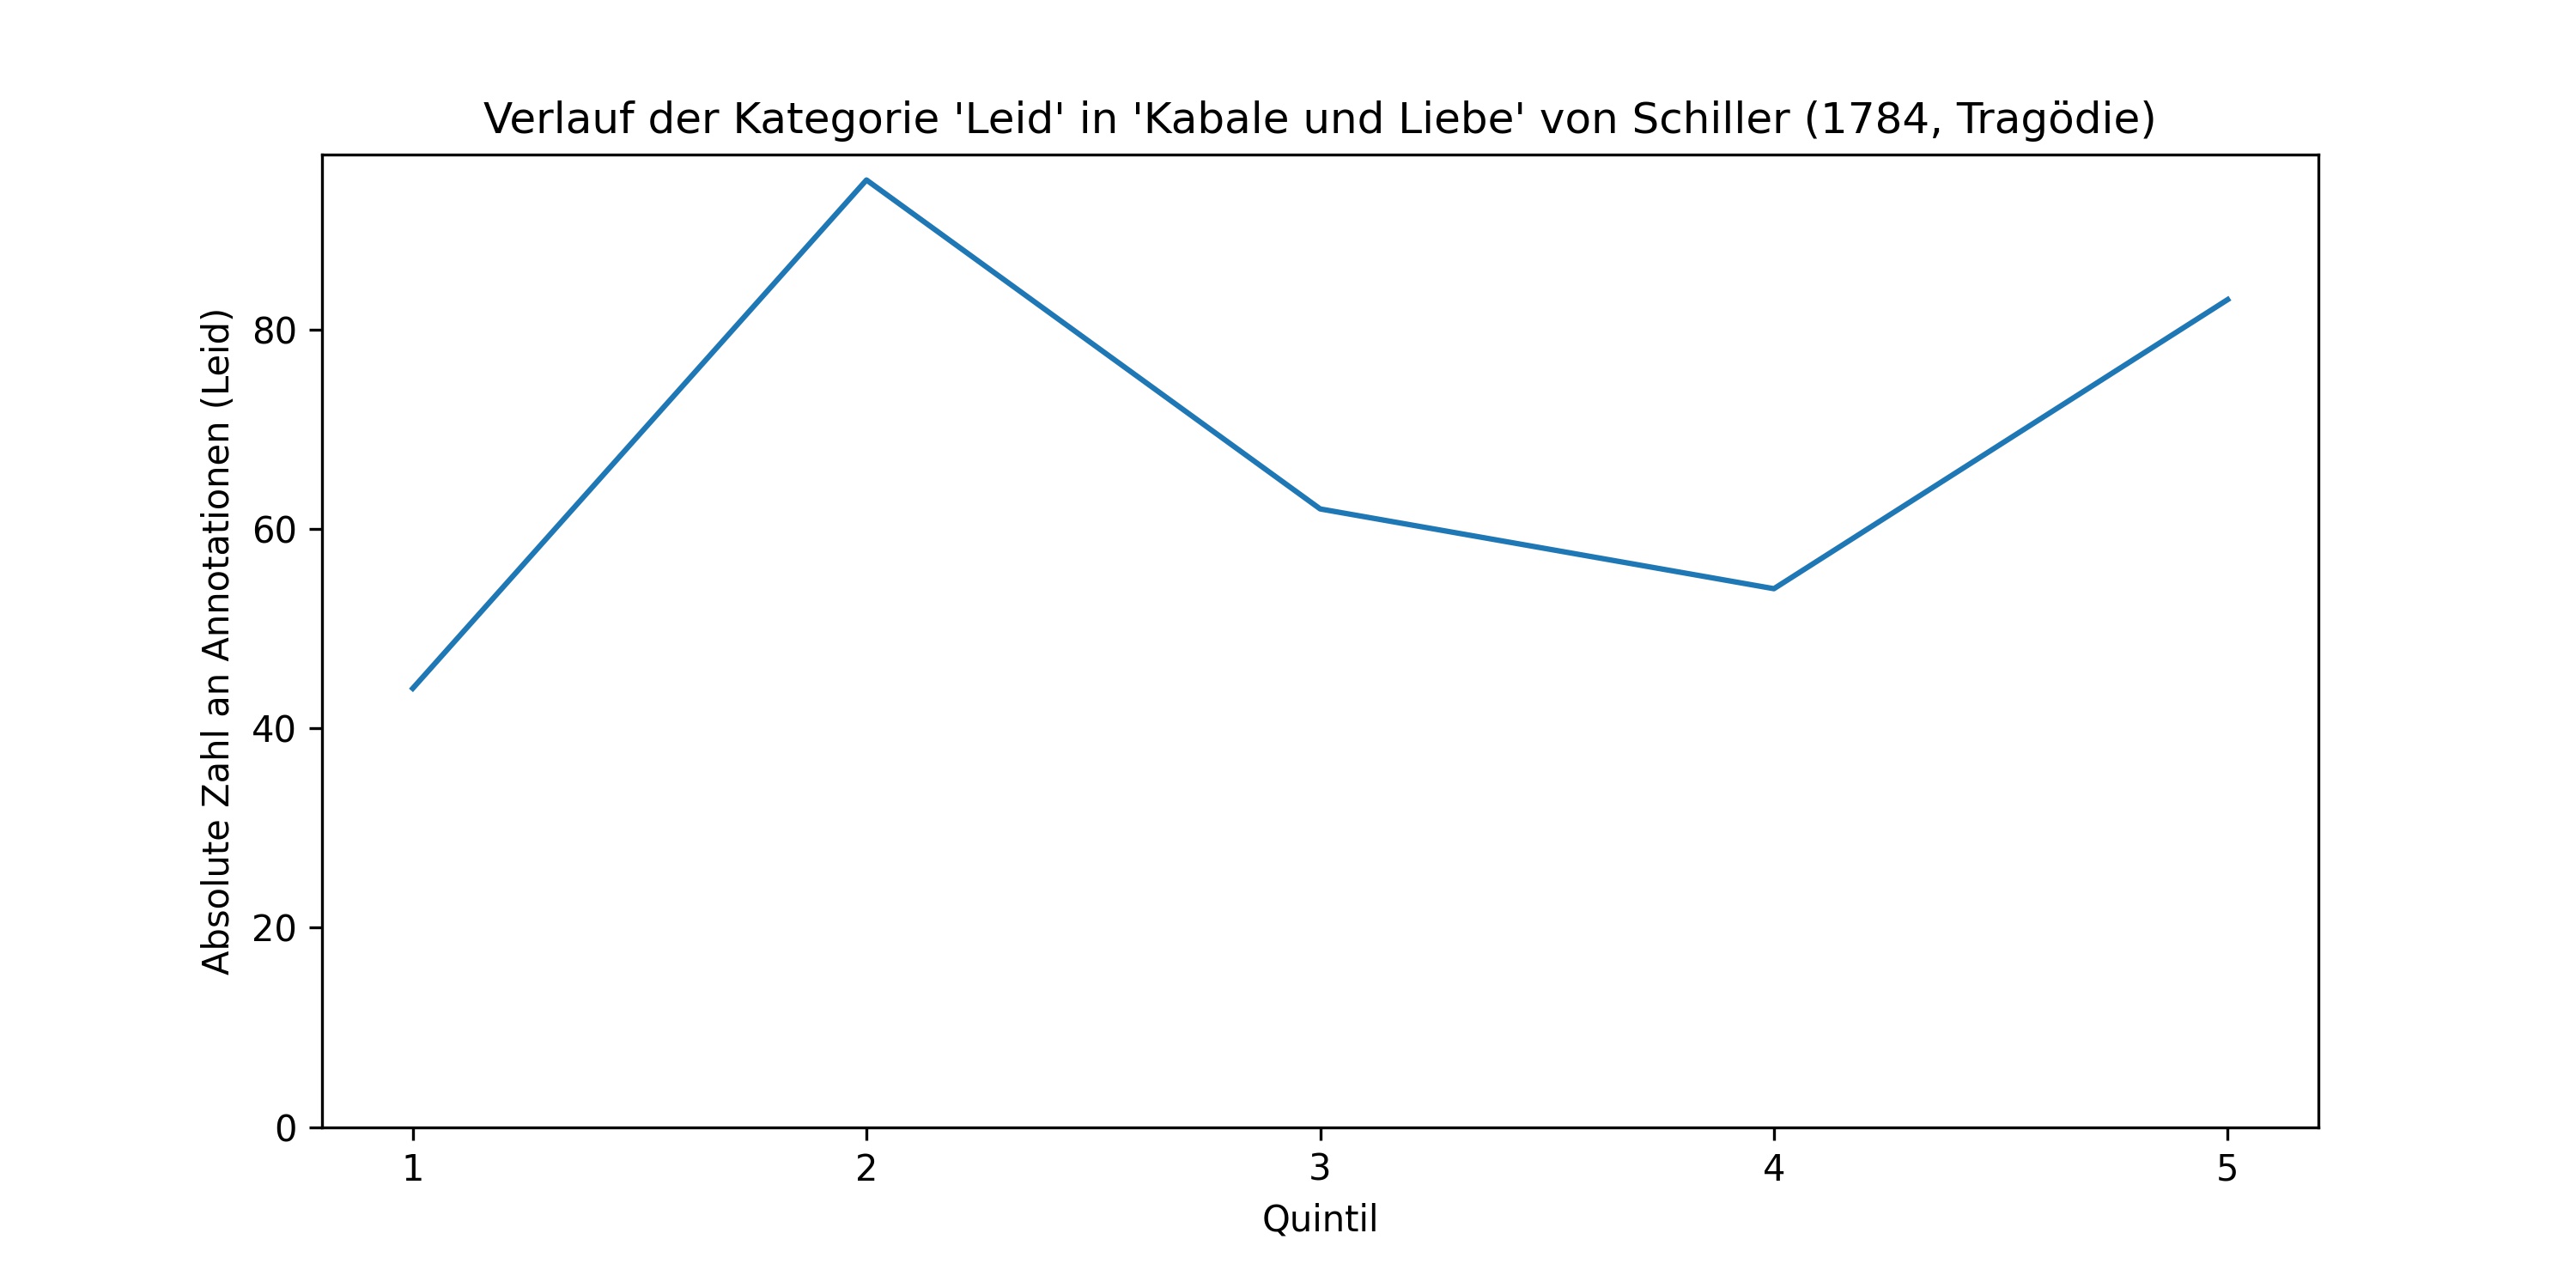 Verlauf der Kategorie 'Leid' in 'Kabale und Liebe' von Schiller (1784, Tragödie)
Absolute Zahl an Annotationen (Leid)
80
60
40
20
0
1 2 3 4 5
Quintil